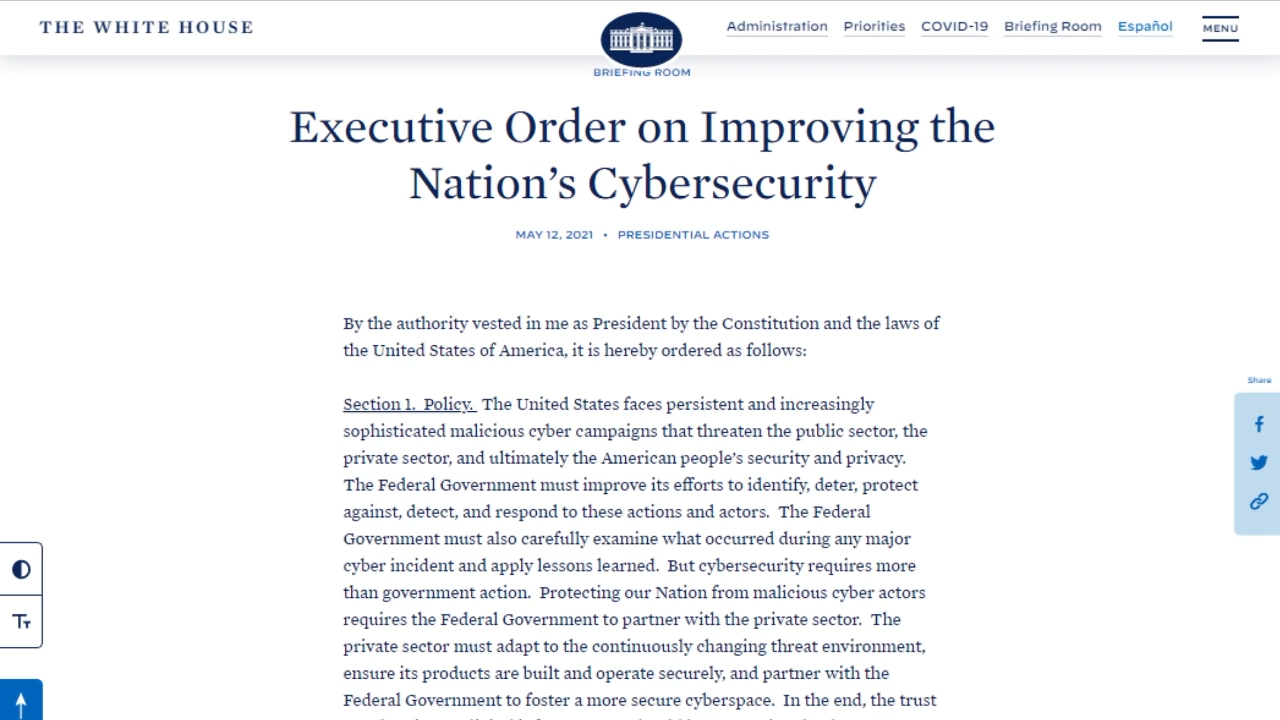 THE WHITE HOUSE
Administration Priorities COVID-19 Briefing Room Español MENU
BRIEFING ROOM
Executive Order on Improving the
Nation’s Cybersecurity
MAY 12, 2021 • PRESIDENTIAL ACTIONS
By the authority vested in me as President by the Constitution and the laws of
the United States of America, it is hereby ordered as follows:
Section 1. Policy. The United States faces persistent and increasingly
sophisticated malicious cyber campaigns that threaten the public sector, the
private sector, and ultimately the American people’s security and privacy.
The Federal Government must improve its efforts to identify, deter, protect
against, detect, and respond to these actions and actors. The Federal
Government must also carefully examine what occurred during any major
cyber incident and apply lessons learned. But cybersecurity requires more
than government action. Protecting our Nation from malicious cyber actors
requires the Federal Government to partner with the private sector. The
private sector must adapt to the continuously changing threat environment,
ensure its products are built and operate securely, and partner with the
Federal Government to foster a more secure cyberspace. In the end, the trust
Share
Tт